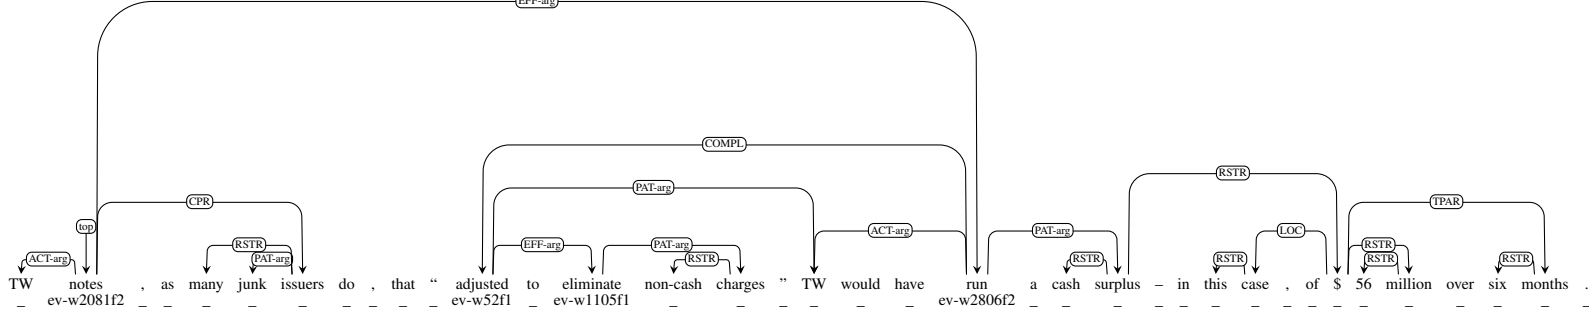 EFF-arg
COMPL
PAT-arg
RSTR
CPR
TPAR
top
ACT-arg
PAT-arg
LOC
RSTR
EFF-arg
PAT-arg
RSTR
ACT-arg
PAT-arg
RSTR
RSTR
RSTR
RSTR
RSTR
TW notes , as many junk issuers do , that “ adjusted to eliminate non-cash charges ” TW would have run a cash surplus – in this case , of $ 56 million over six months .
_ ev-w2081f2 _ _ _ _ _ _ _ _ _ ev-w52f1 _ ev-w1105f1 _ _ _ _ _ _ ev-w2806f2 _ _ _ _ _ _ _ _ _ _ _ _ _ _ _ _